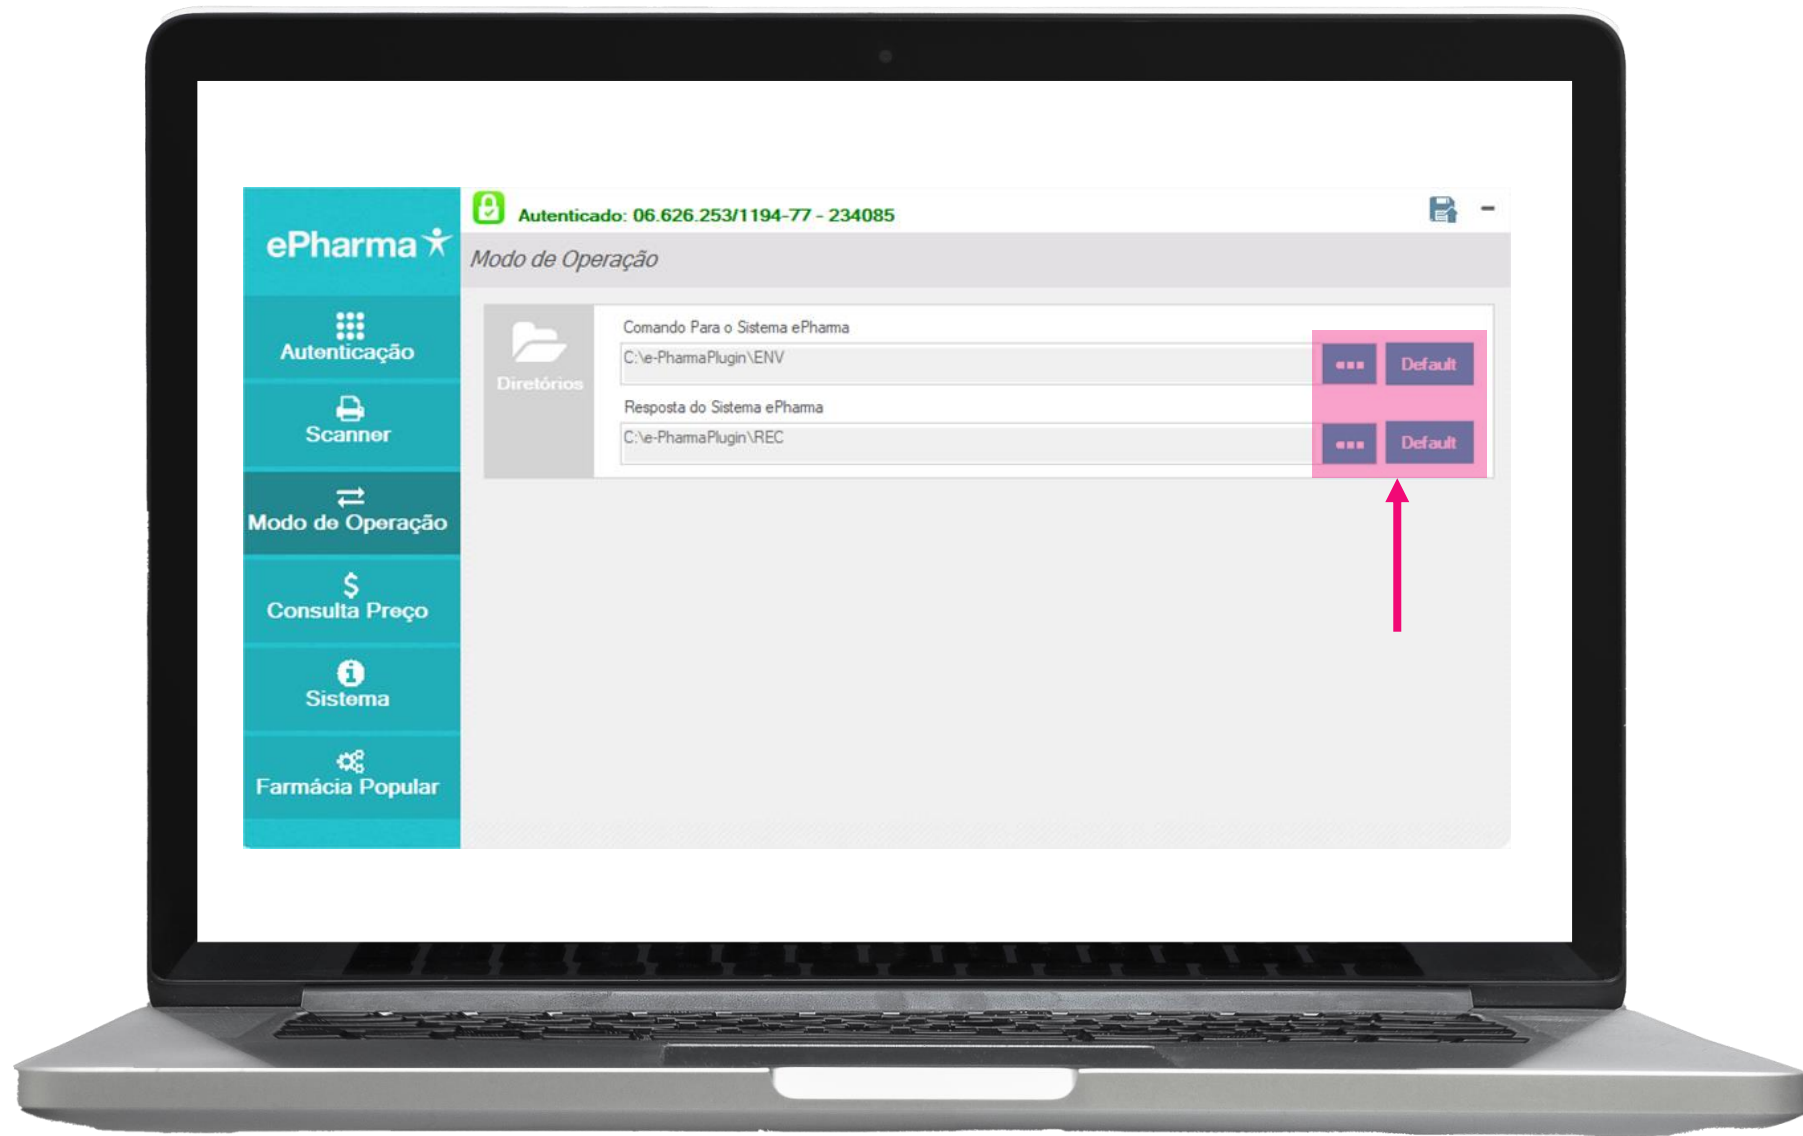 ePharma
Autenticado: 06.626.253/1194-77 - 234085
Modo de Operação
Autenticação
Scanner
Modo de Operação
Consulta Preço
Sistema
Farmácia Popular
Diretórios
Comando Para o Sistema ePharma
C:\e-PharmaPlugin\ENV
Default
Resposta do Sistema ePharma
C:\e-PharmaPlugin\REC
Default